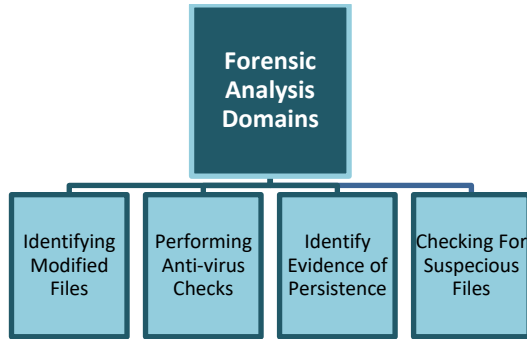 Forensic
Analysis
Domains
Identifying
Modified
Files
Performing
Anti-virus
Checks
Identify
Evidence of
Persistence
Checking For
Suspecious
Files